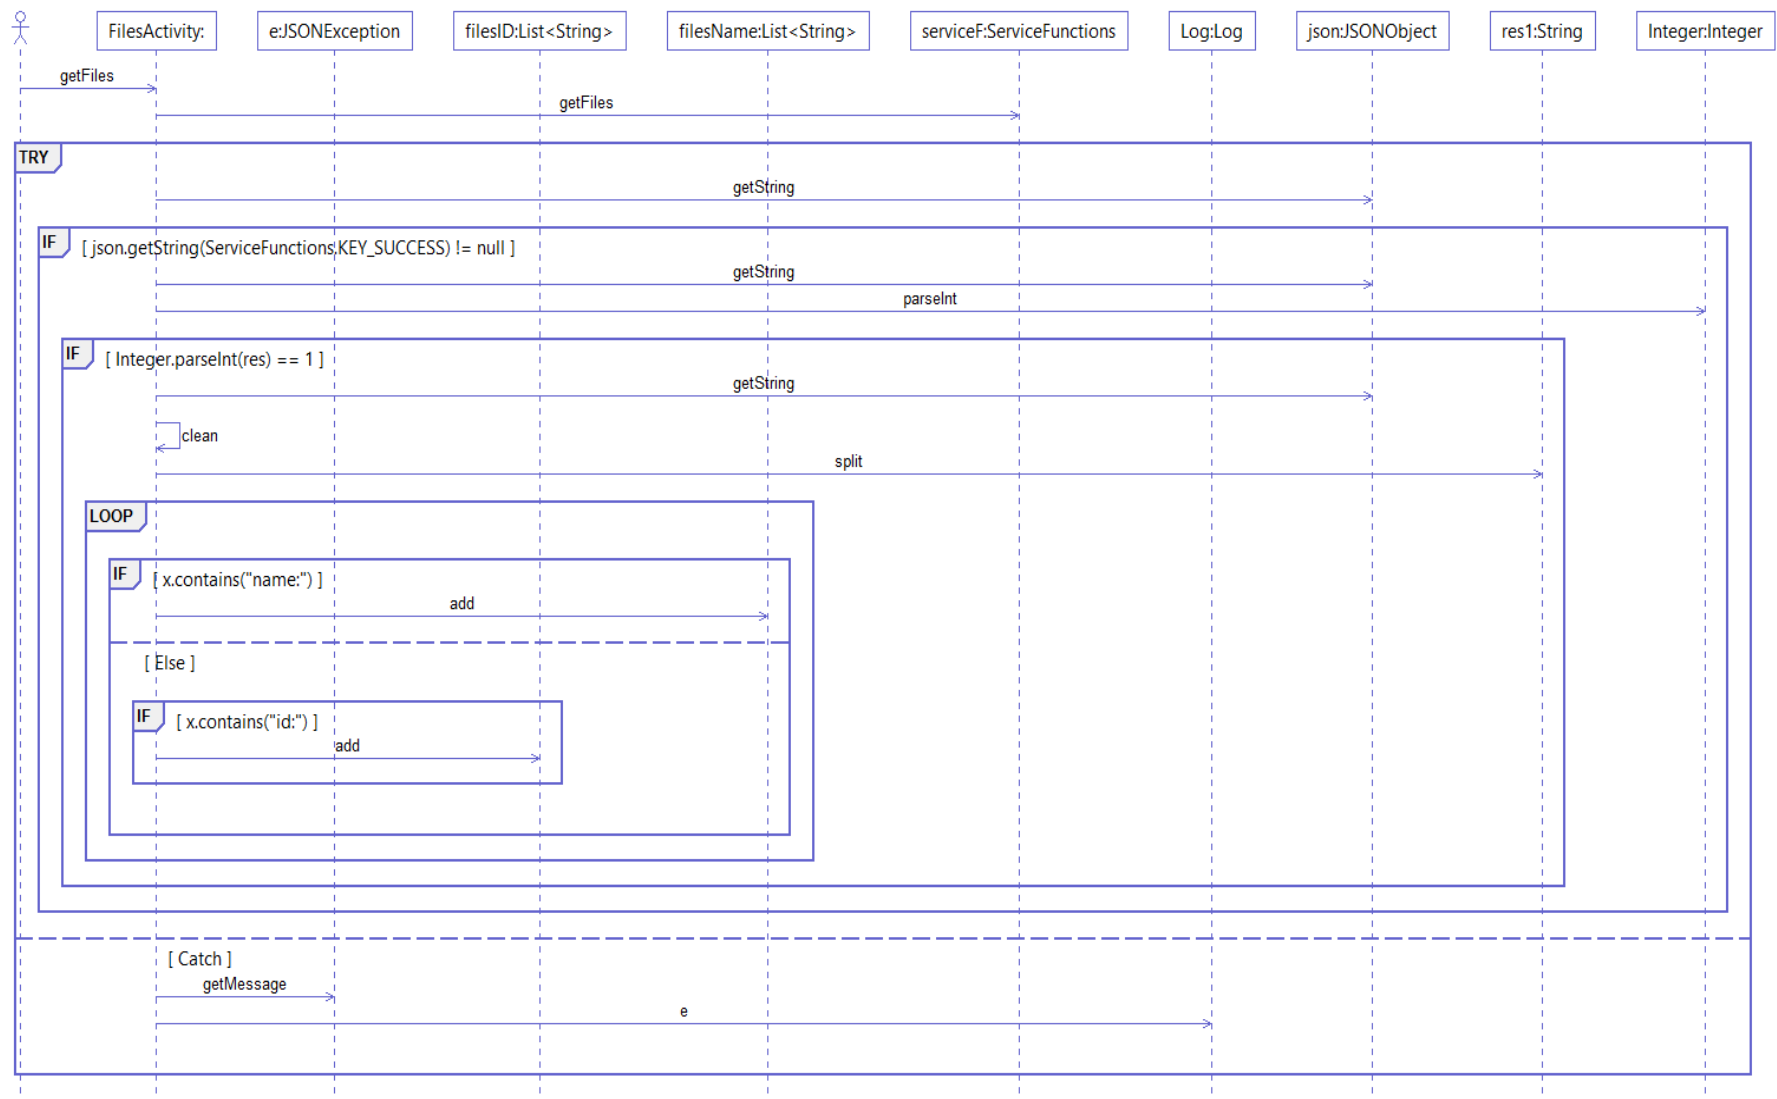 FilesActivity:
e:JSONException
filesID:List<String>
filesName:List<String>
serviceF:ServiceFunctions
Log:Log
json:JSONObject
res1:String
Integer:Integer
getFiles
getFiles
TRY
getString
IF
[ json.getString(ServiceFunctions.KEY_SUCCESS) != null ]
getString
parseInt
IF
[ Integer.parseInt(res) == 1 ]
getString
clean
split
LOOP
IF
[ x.contains("name:") ]
add
[ Else ]
IF
[ x.contains("id:") ]
add
[ Catch ]
getMessage
e